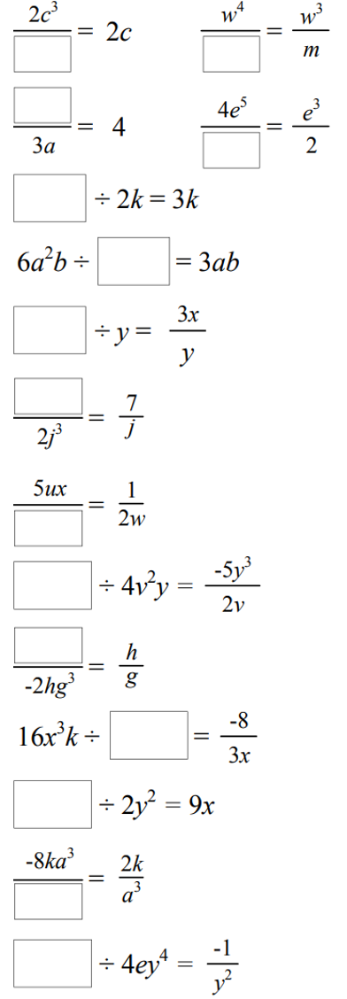 2c³/□ = 2c    w⁴/□ = w³/m
□/3a = 4    4e⁵/□ = e³/2
□ ÷ 2k = 3k
6a²b ÷ □ = 3ab
□ ÷ y = 3x/y
□/2j³ = 7/j
5ux/□ = 1/2w
□ ÷ 4v²y = -5y³/2v
□/-2hg³ = h/g
16x³k ÷ □ = -8/3x
□ ÷ 2y² = 9x
-8ka³/□ = 2k/a³
□ ÷ 4ey⁴ = -1/y²